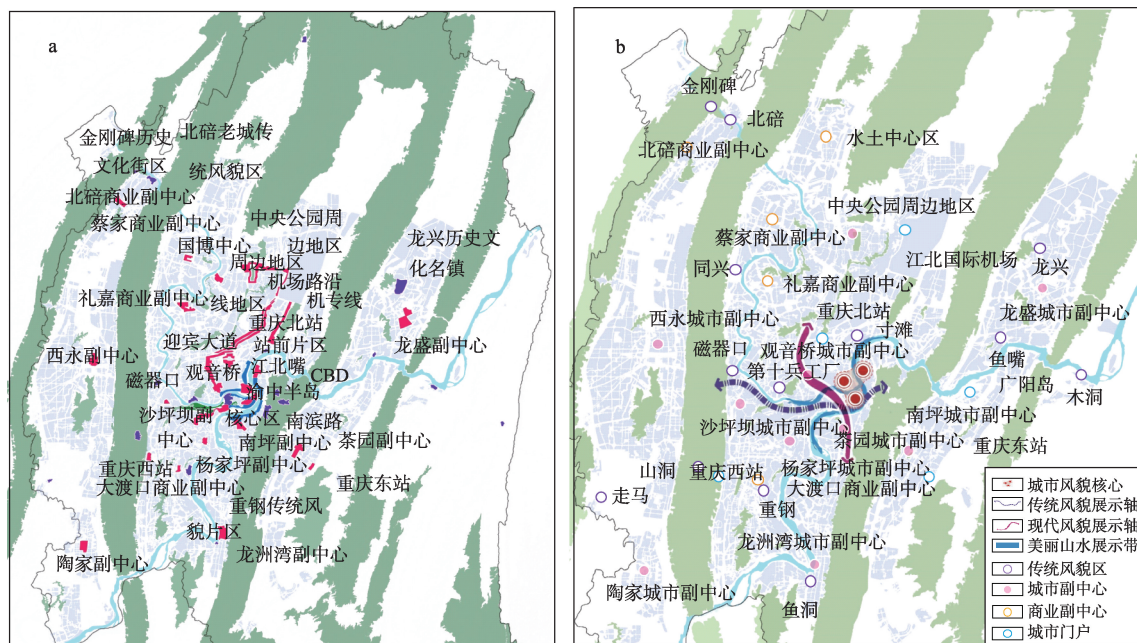 a
金刚碑历史
北碚老城传
文化街区
统风貌区
北碚商业副中心
蔡家商业副中心
中央公园周
国博中心
边地区
龙兴历史文
周边地区
化名镇
机场路沿
礼嘉商业副中心
线地区
机专线
重庆北站
迎宾大道
站前片区
龙盛副中心
西永副中心
观音桥
江北嘴
磁器口
CBD
渝中半岛
沙坪坝副
核心区
南滨路
中心
南坪副中心
茶园副中心
重庆西站
杨家坪副中心
大渡口商业副中心
重庆东站
重钢传统风
貌片区
龙洲湾副中心
陶家副中心
b
金刚碑
北碚
北碚商业副中心
水土中心区
中央公园周边地区
蔡家商业副中心
江北国际机场
同兴
龙兴
礼嘉商业副中心
重庆北站
西永城市副中心
寸滩
龙盛城市副中心
磁器口
观音桥城市副中心
鱼嘴
第十兵工厂
广阳岛
木洞
南坪城市副中心
沙坪坝城市副中心
茶园城市副中心
重庆东站
山洞
重庆西站
杨家坪城市副中心
大渡口商业副中心
走马
重钢
龙洲湾城市副中心
陶家城市副中心
鱼洞
城市风貌核心
传统风貌展示轴
现代风貌展示轴
美丽山水展示带
传统风貌区
城市副中心
商业副中心
城市门户